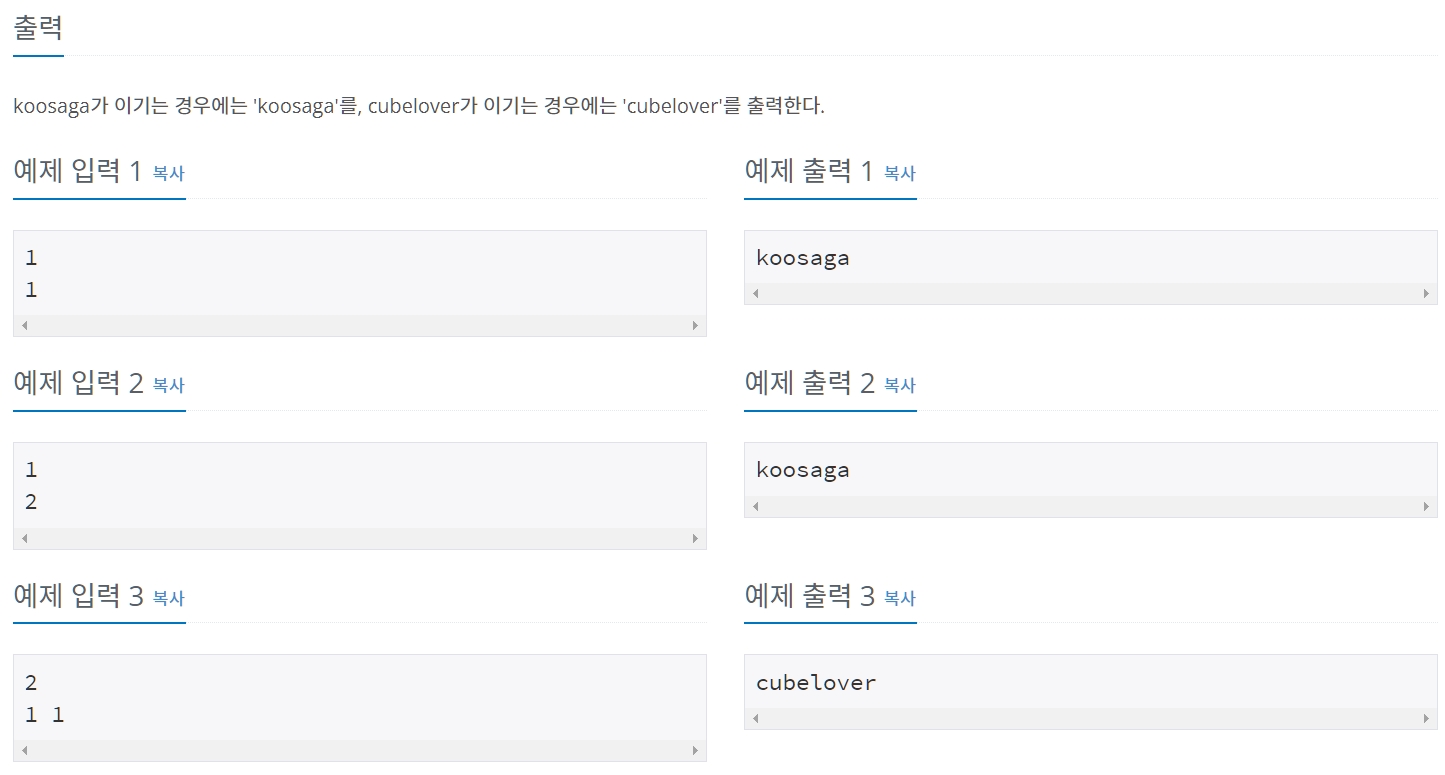 출력
koosaga가 이기는 경우에는 'koosaga'를, cubelover가 이기는 경우에는 'cubelover'를 출력한다.
예제 입력 1 복사
1
1
예제 출력 1 복사
koosaga
예제 입력 2 복사
1
2
예제 출력 2 복사
koosaga
예제 입력 3 복사
2
1 1
예제 출력 3 복사
cubelover